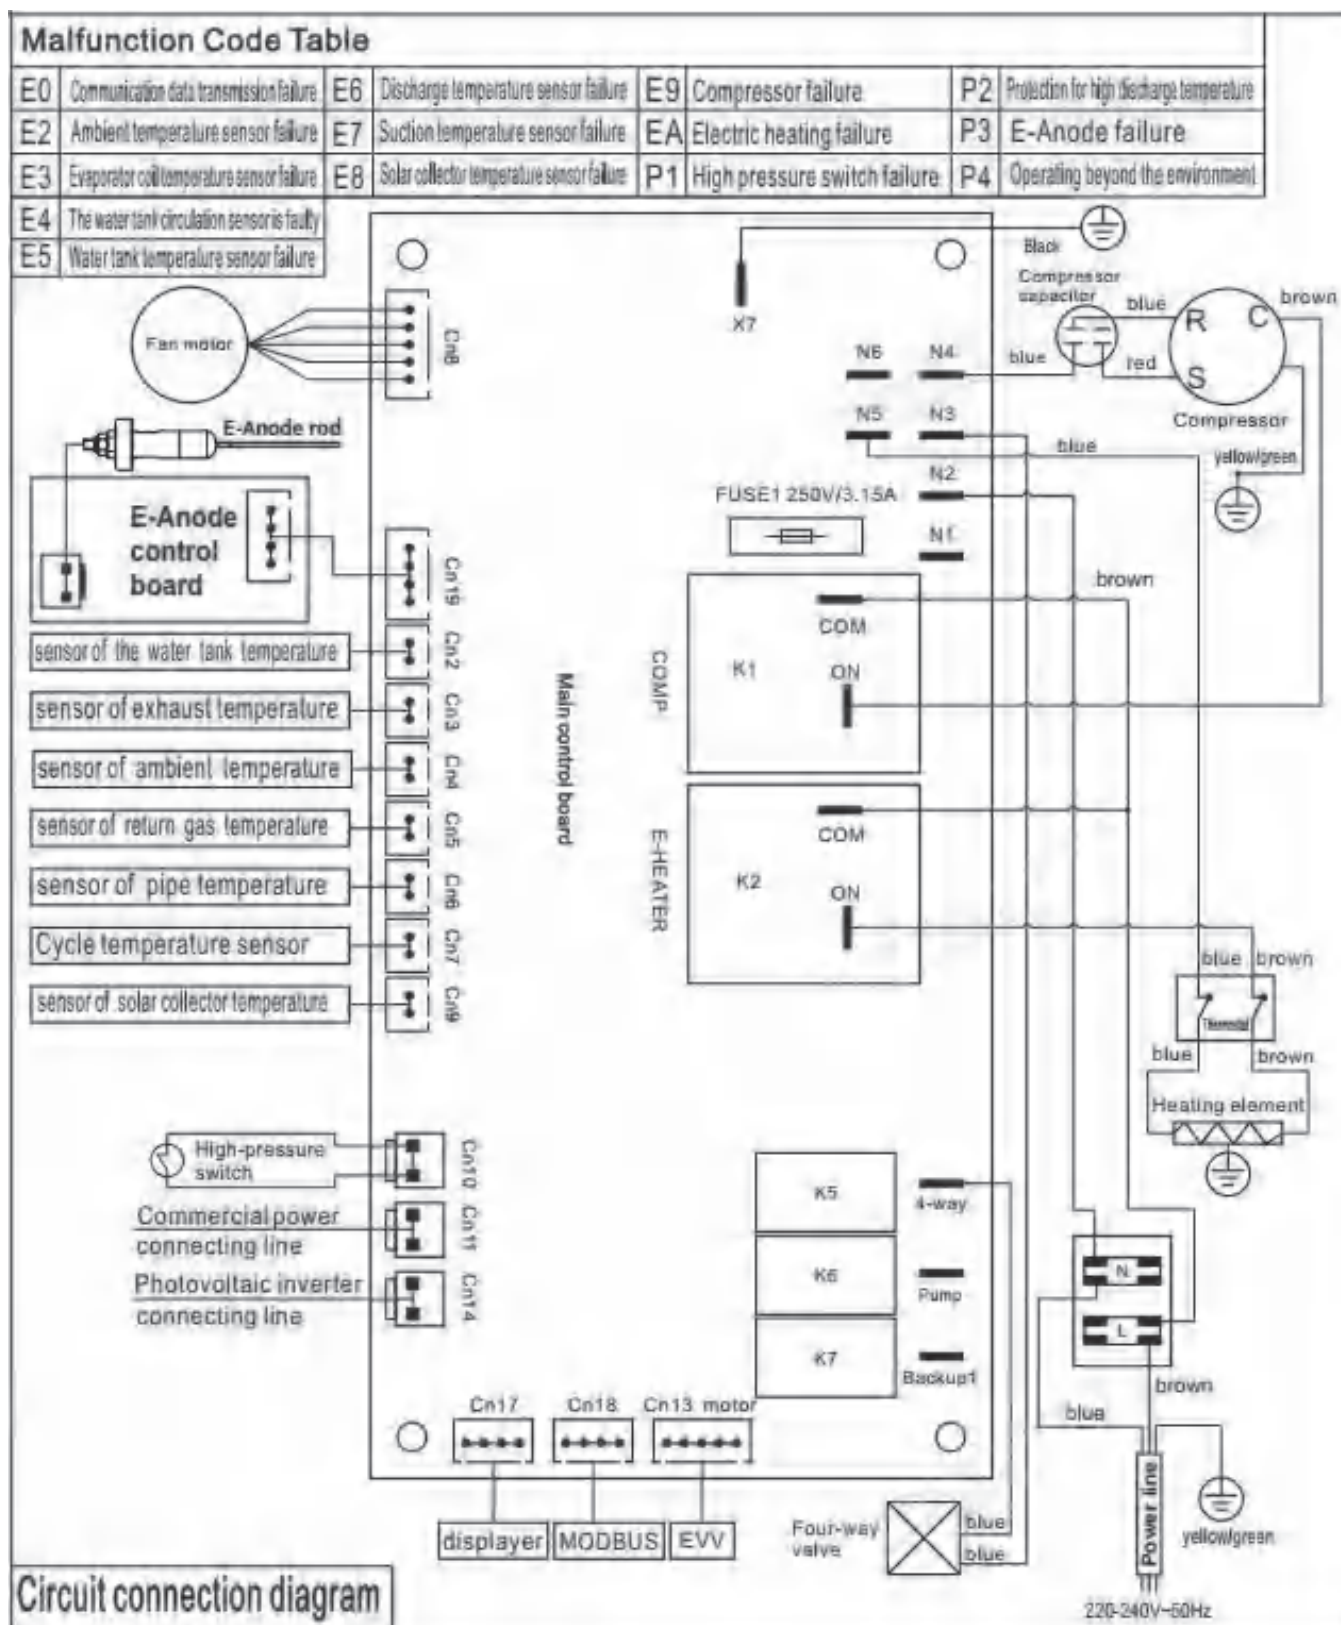 Malfunction Code Table
E0 Communication data transmission failure E6 Discharge temperature sensor failure E9 Compressor failure P2 Protection for high discharge temperature
E2 Ambient temperature sensor failure E7 Suction temperature sensor failure EA Electric heating failure P3 E-Anode failure
E3 Evaporator coil temperature sensor failure E8 Solar collector temperature sensor failure P1 High pressure switch failure P4 Operating beyond the environment
E4 The water tank circulation sensor is faulty
E5 Water tank temperature sensor failure
Black
X7
Compressor
capacitor
blue
brown
R C
S
blue
red
Compressor
yellow/green
Fan motor
Cn8
N6 N4
N5 N3
blue
N2
N1
FUSE1 250V/3.15A
E-Anode rod
E-Anode
control
board
Cn19
brown
COM
K1
ON
COMP
sensor of the water tank temperature
Cn2
sensor of exhaust temperature
Cn3
sensor of ambient temperature
Cn4
sensor of return gas temperature
Cn5
sensor of pipe temperature
Cn6
Cycle temperature sensor
Cn7
sensor of solar collector temperature
Cn9
Main control board
COM
K2
ON
E-HEATER
blue brown
Thermostat
blue
brown
Heating element
High-pressure
switch
Cn10
Commercial power
connecting line
Cn11
Photovoltaic inverter
connecting line
Cn14
K5
4-way
K6
Pump
K7
Backup1
N
L
brown
blue
Power line
yellow/green
220-240V~50Hz
Cn17 Cn18 Cn13 motor
displayer MODBUS EVV
Four-way
valve
blue
blue
Circuit connection diagram